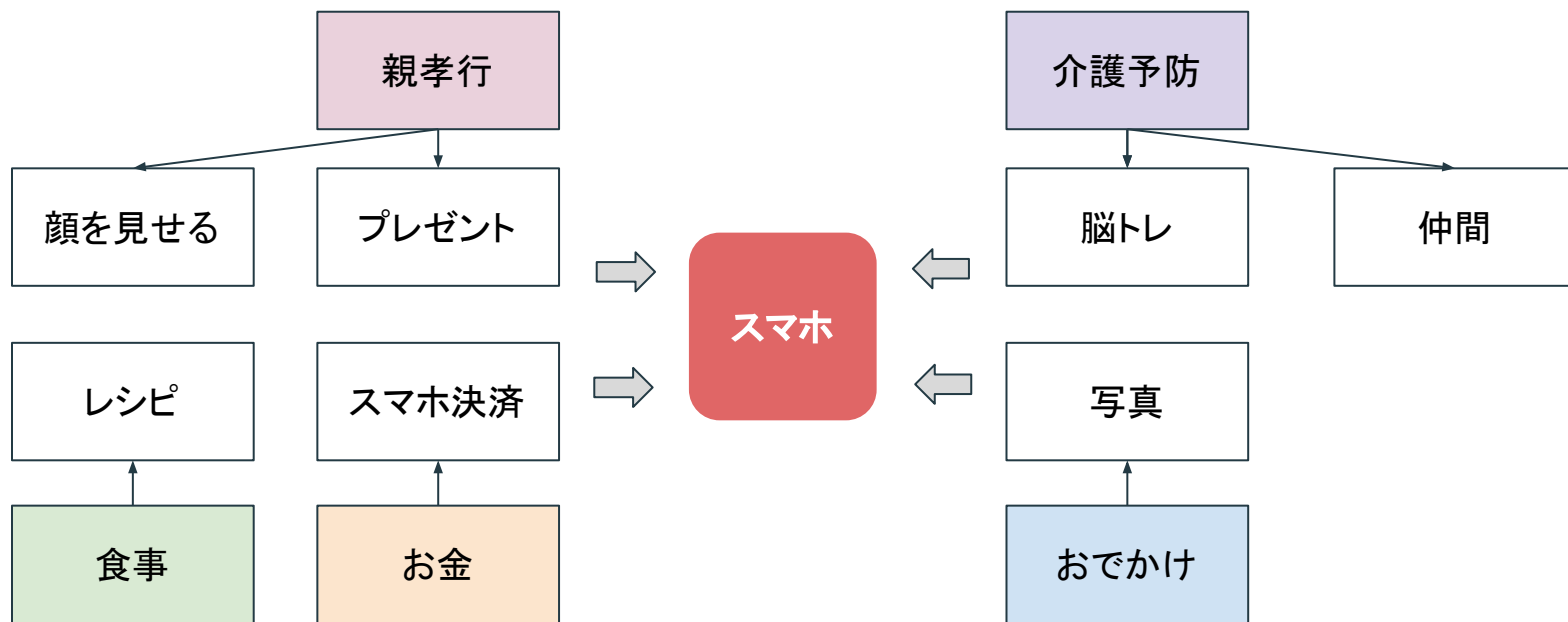 親孝行
介護予防
顔を見せる
プレゼント
脳トレ
仲間
スマホ
レシピ
スマホ決済
写真
食事
お金
おでかけ